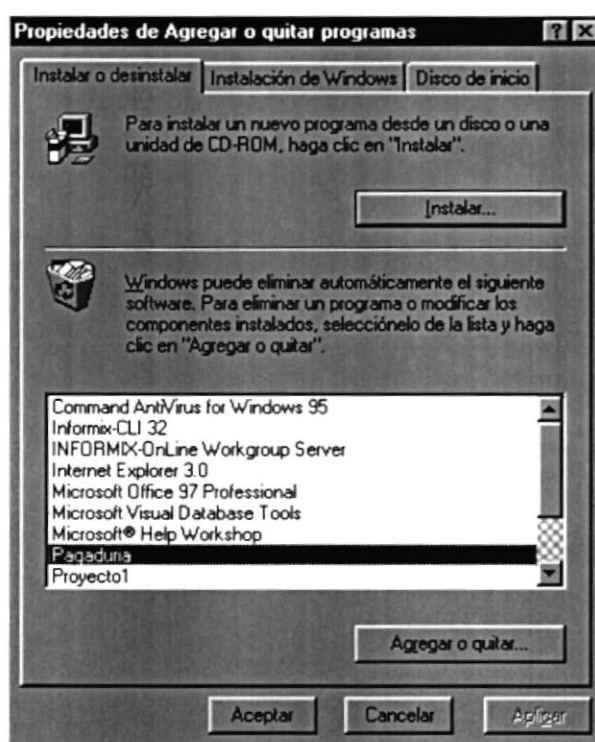 Propiedades de Agregar o quitar programas
Instalar o desinstalar
Instalación de Windows
Disco de inicio
Para instalar un nuevo programa desde un disco o una
unidad de CD-ROM, haga clic en "Instalar".
Instalar...
Windows puede eliminar automáticamente el siguiente
software. Para eliminar un programa o modificar los
componentes instalados, selecciónelo de la lista y haga
clic en "Agregar o quitar".
Command AntiVirus for Windows 95
Informix-CLI 32
INFORMIX-OnLine Workgroup Server
Internet Explorer 3.0
Microsoft Office 97 Professional
Microsoft Visual Database Tools
Microsoft® Help Workshop
Pagaduria
Proyecto1
Agregar o quitar...
Aceptar
Cancelar
Aplicar